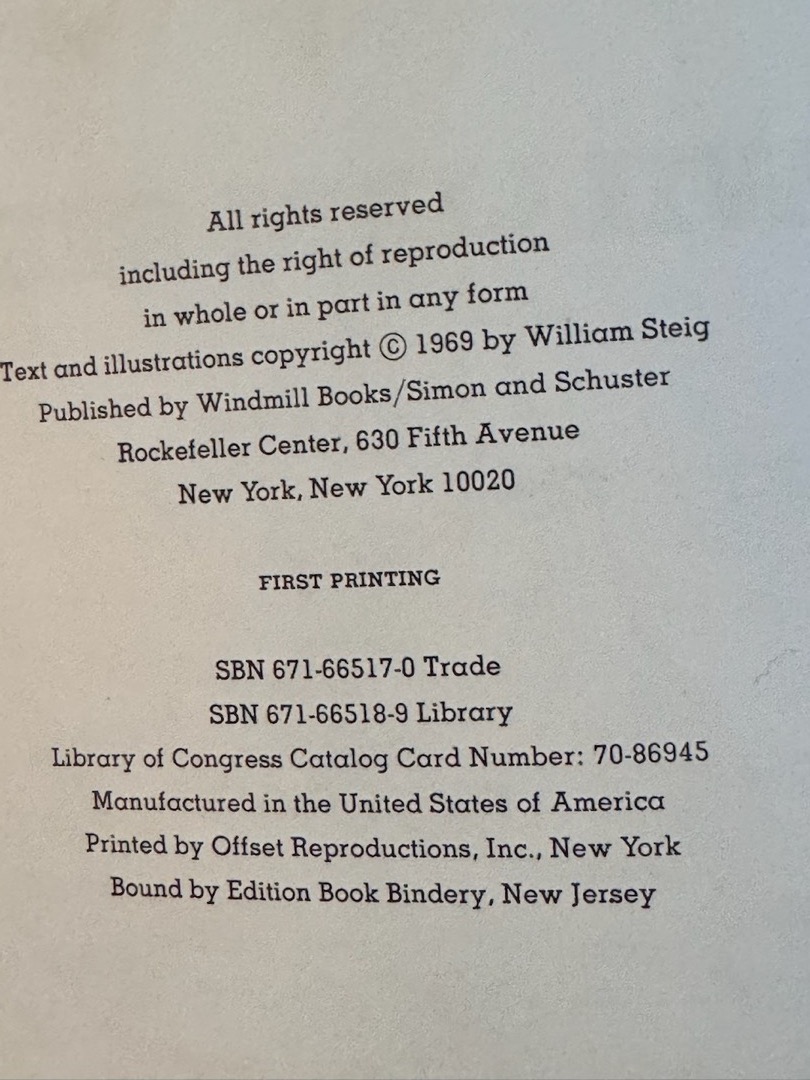 All rights reserved
including the right of reproduction
in whole or in part in any form
Text and illustrations copyright © 1969 by William Steig
Published by Windmill Books/Simon and Schuster
Rockefeller Center, 630 Fifth Avenue
New York, New York 10020
FIRST PRINTING
SBN 671-66517-0 Trade
SBN 671-66518-9 Library
Library of Congress Catalog Card Number: 70-86945
Manufactured in the United States of America
Printed by Offset Reproductions, Inc., New York
Bound by Edition Book Bindery, New Jersey